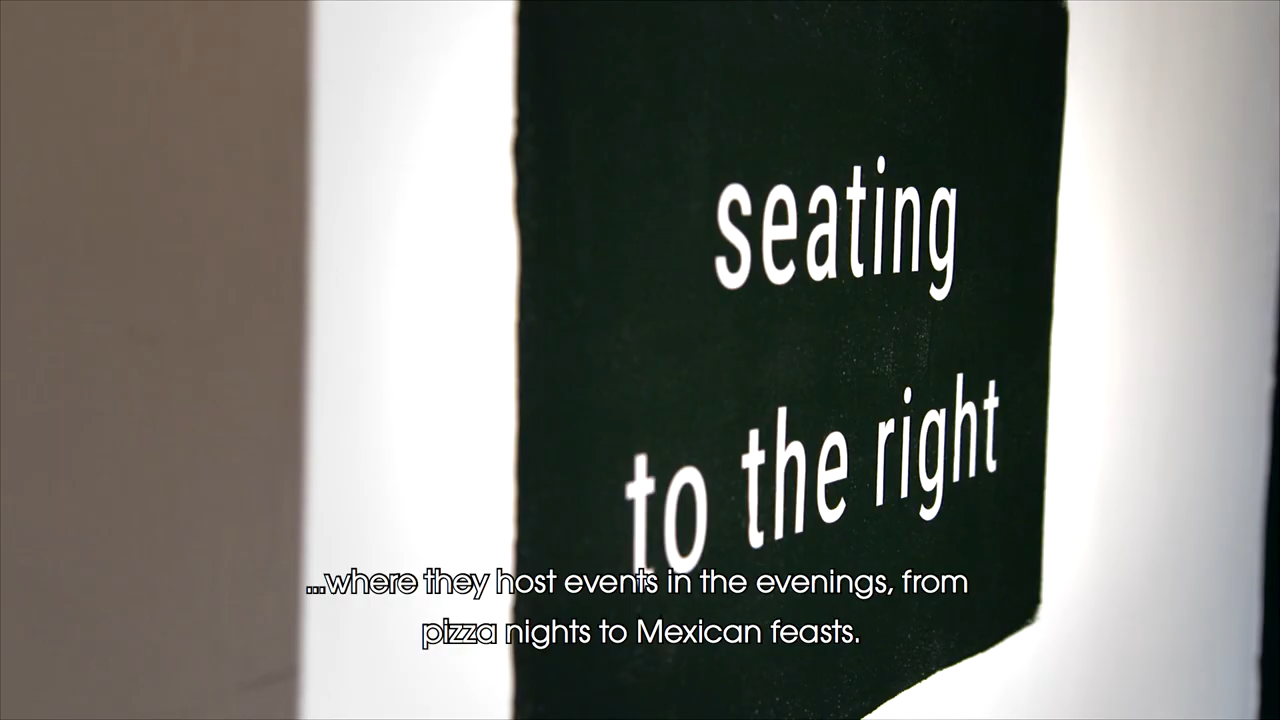 seating
to the right
...where they host events in the evenings, from
pizza nights to Mexican feasts.